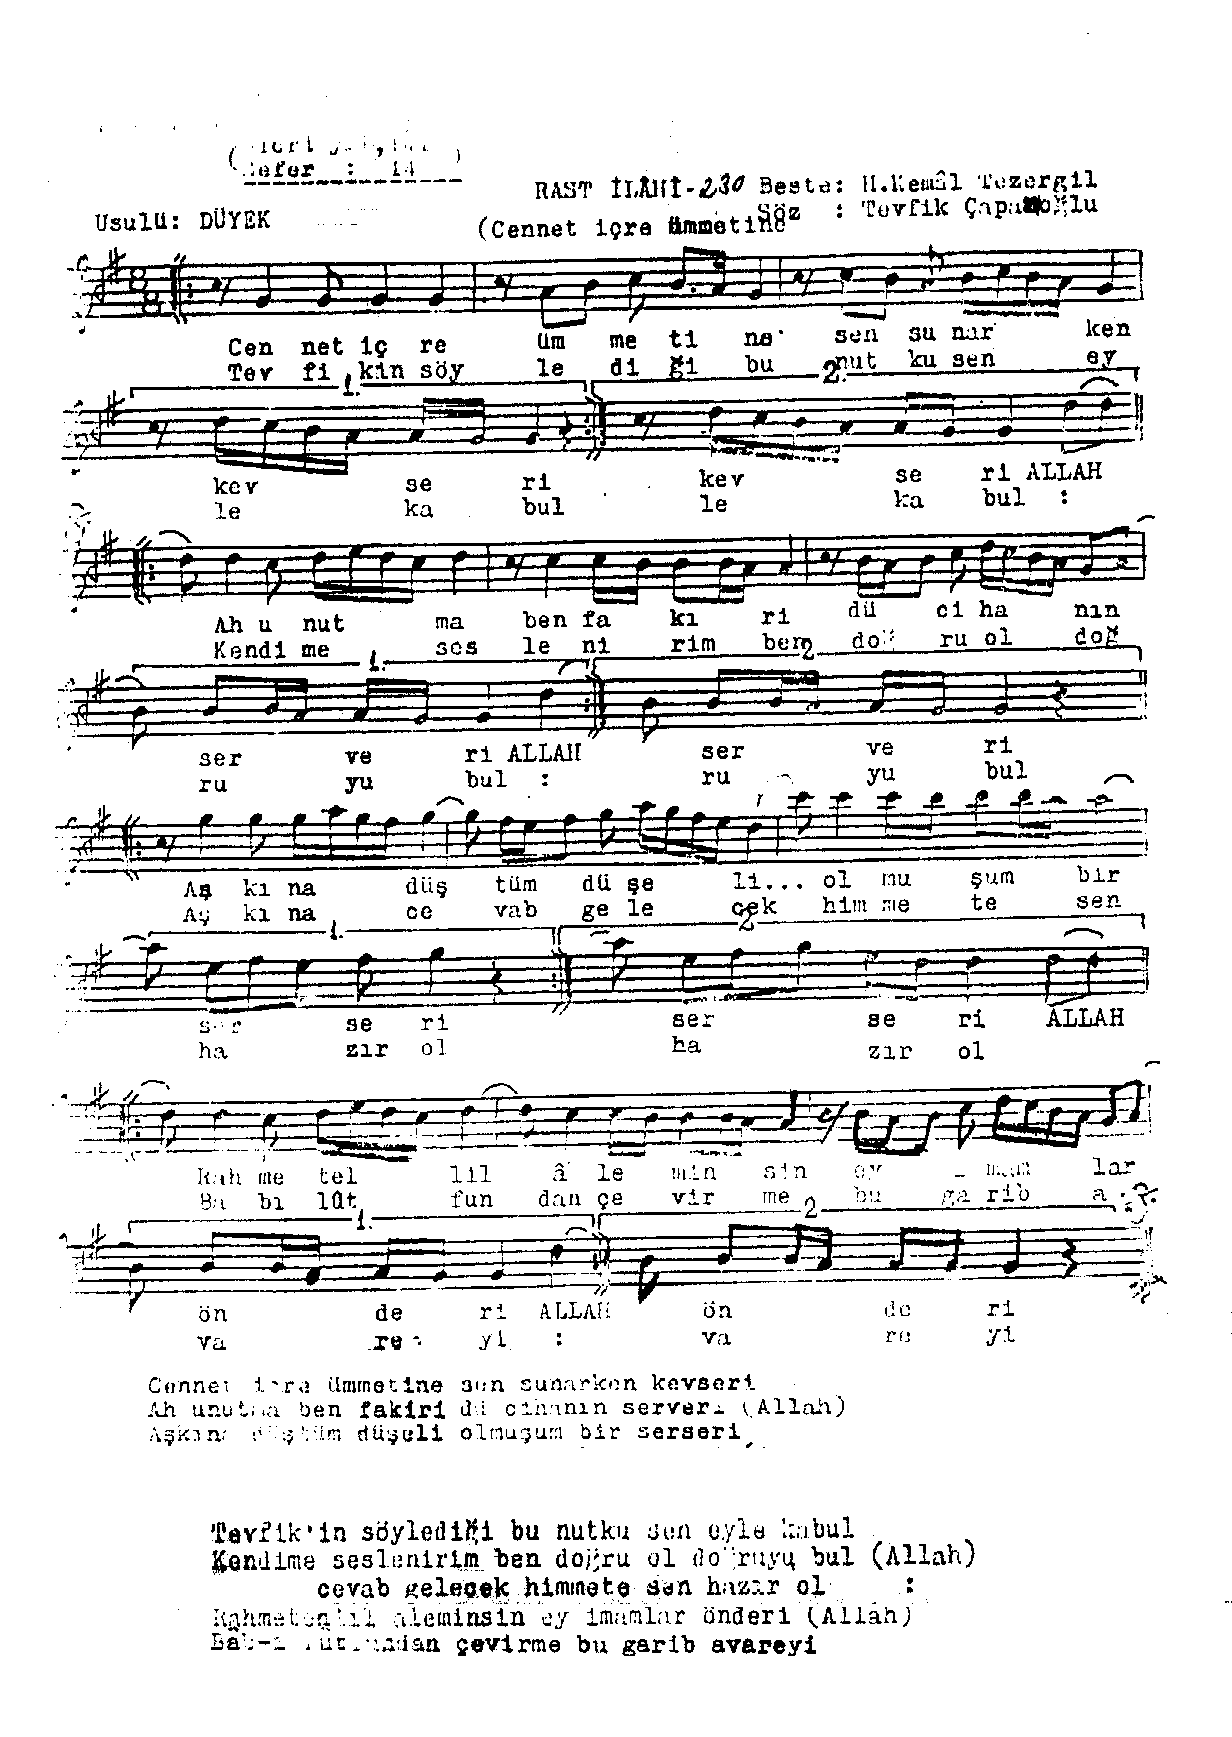 efer : 14
RAST İLÂHİ-230 Beste: H.Kemâl Tezergil
Usulü: DÜYEK
Söz : Tevfik
(Cennet içre ümmetine
Cen net iç re üm me ti ne sen su nar ken
Tev fi kin söy le di ği bu nut ku sen ey
1. 2.
kev se ri kev se ri ALLAH
le ka bul le ka bul :
Ah u nut ma ben fa kı ri dü ci ha nın
Kendi me ses le ni rim ben doğ ru ol doğ
1. 2
ser ve ri ALLAH ser ve ri
ru yu bul : ru yu bul
Aş kı na düş tüm dü şe li... ol mu şum bir
Aş kı na ce vab ge le cek him me te sen
1. 2
ser se ri ser se ri ALLAH
ha zır ol ha zır ol
Rah me tel lil â le min sin ey lar
Ba bı lût fun dan çe vir me bu ga rib a
1. 2
ön de ri ALLAH ön de ri
va re yi : va re yi
Cennet içre ümmetine sen sunarken kevseri
Ah unutma ben fakiri dü cihanın serveri (Allah)
Aşkına düştüm düşeli olmuşum bir serseri
Tevfik'in söylediği bu nutku sen eyle kabul
Kendime seslenirim ben doğru ol doğruyu bul (Allah)
cevab gelecek himmete sen hazır ol :
aleminsin ey imamlar önderi (Allah)
çevirme bu garib avareyi